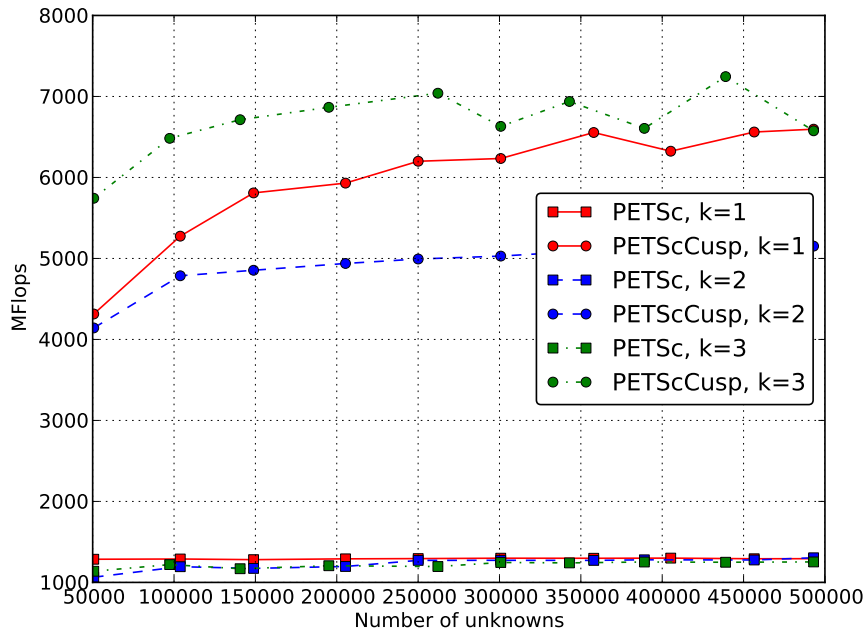 8000
7000
6000
5000
4000
3000
2000
1000
MFlops
PETSc, k=1
PETScCusp, k=1
PETSc, k=2
PETScCusp, k=2
PETSc, k=3
PETScCusp, k=3
50000 100000 150000 200000 250000 300000 350000 400000 450000 500000
Number of unknowns